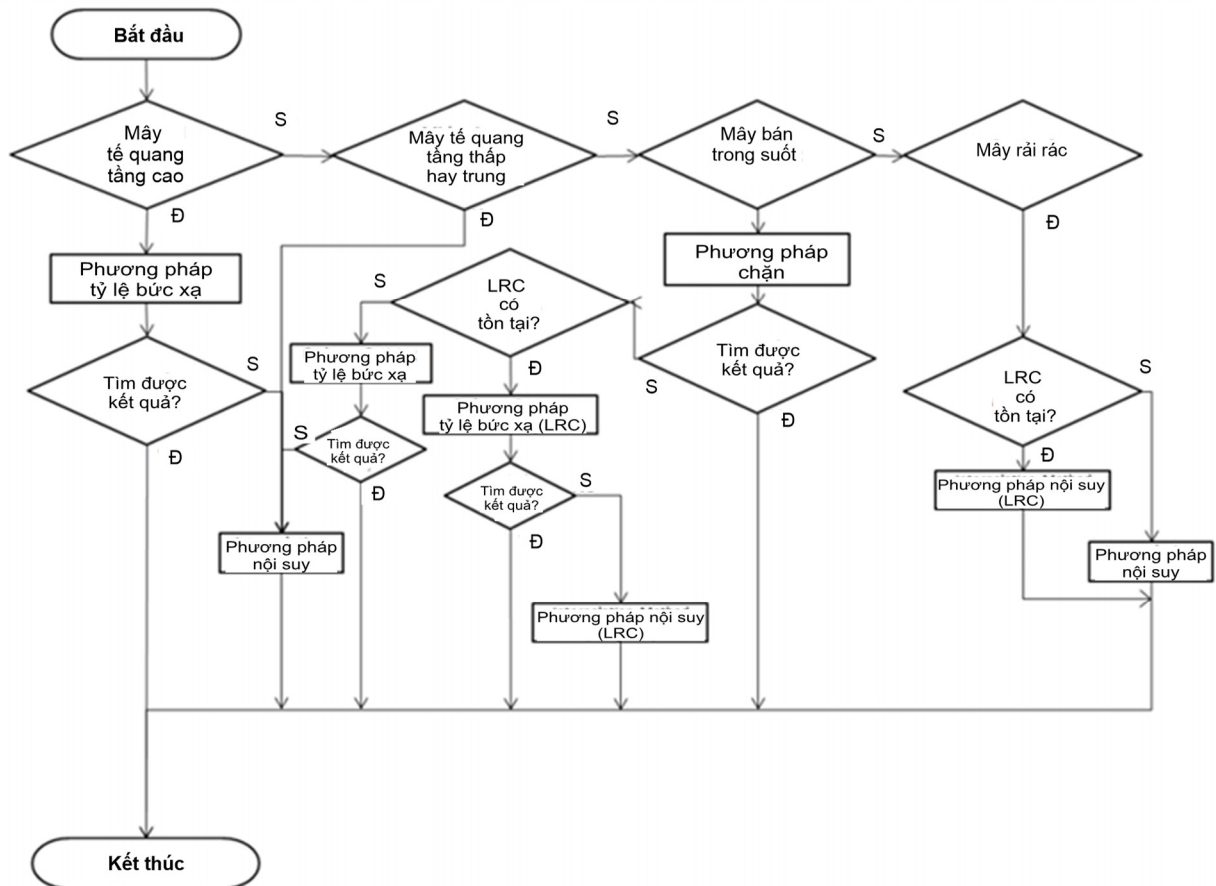 Bắt đầu
Mây
tế quang
tầng cao
S
Mây tế quang
tầng thấp
hay trung
S
Mây bán
trong suốt
S
Mây rải rác
Đ
Đ
Đ
Phương pháp
tỷ lệ bức xạ
Phương pháp
chặn
LRC
có
tồn tại?
S
Tìm được
kết quả?
S
Đ
Phương pháp
tỷ lệ bức xạ
Đ
Phương pháp
tỷ lệ bức xạ (LRC)
Tìm được
kết quả?
S
Đ
LRC
có
tồn tại?
S
Đ
Tìm được
kết quả?
S
Đ
Tìm được
kết quả?
S
Đ
Phương pháp nội suy
(LRC)
Phương pháp
nội suy
Phương pháp
nội suy
Phương pháp nội suy
(LRC)
Kết thúc